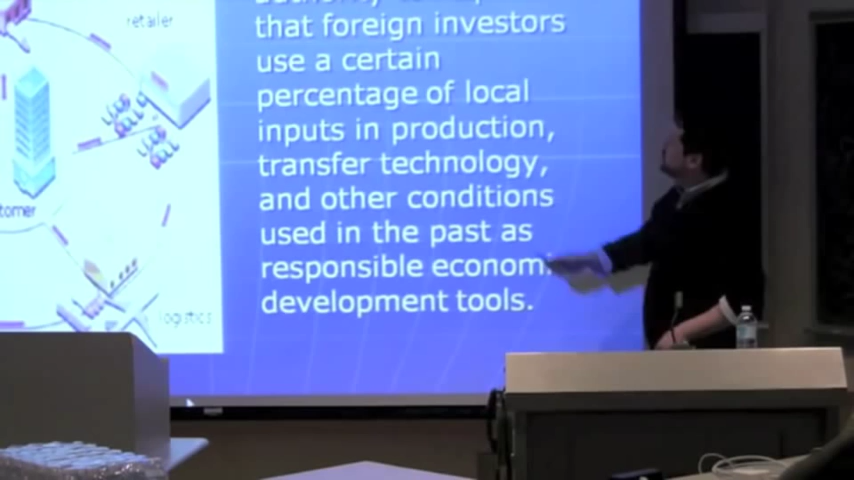 retailer
that foreign investors
use a certain
percentage of local
inputs in production,
transfer technology,
and other conditions
used in the past as
responsible econom
development tools.
tomer
logistics